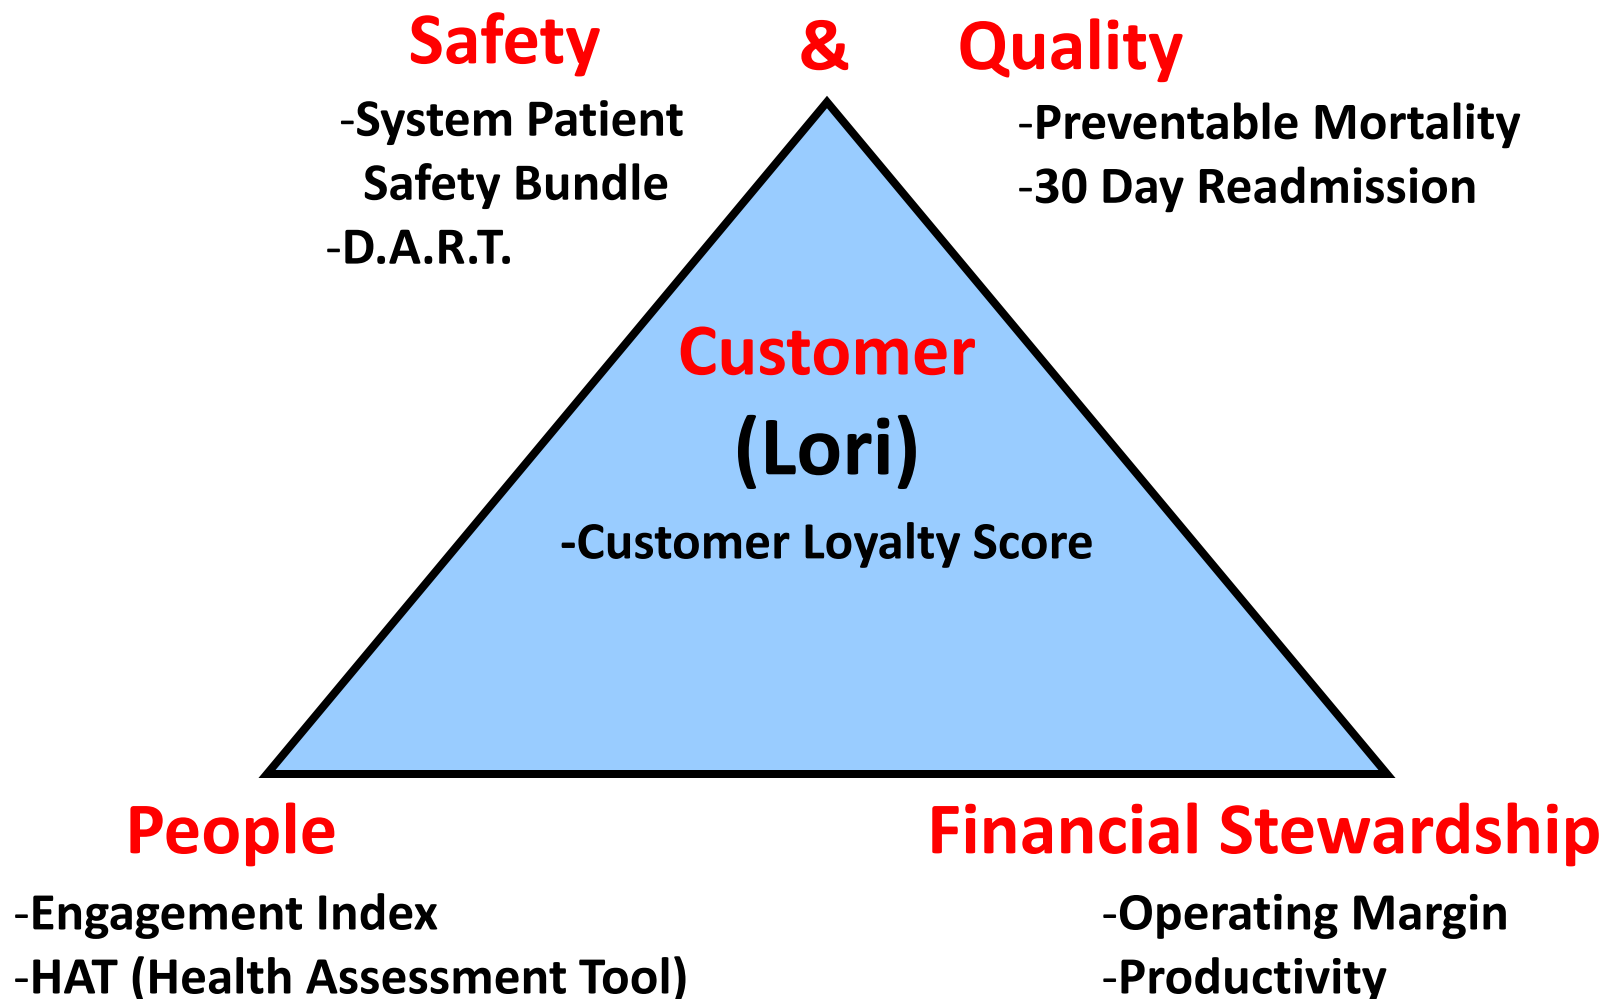 Safety & Quality
-System Patient
Safety Bundle
-D.A.R.T.
-Preventable Mortality
-30 Day Readmission
Customer
(Lori)
-Customer Loyalty Score
People
-Engagement Index
-HAT (Health Assessment Tool)
Financial Stewardship
-Operating Margin
-Productivity